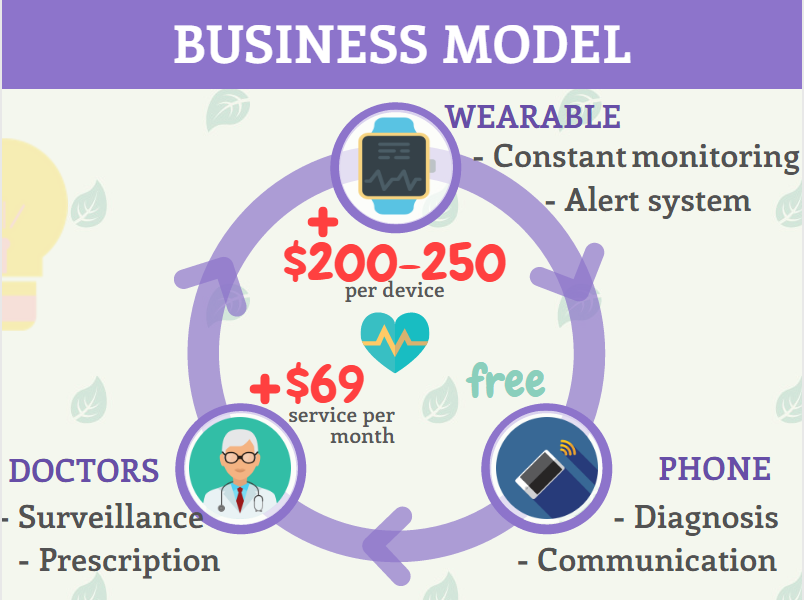 BUSINESS MODEL
WEARABLE
- Constant monitoring
- Alert system
+
$200-250
per device
+ $69
service per
month
free
DOCTORS
- Surveillance
- Prescription
PHONE
- Diagnosis
- Communication